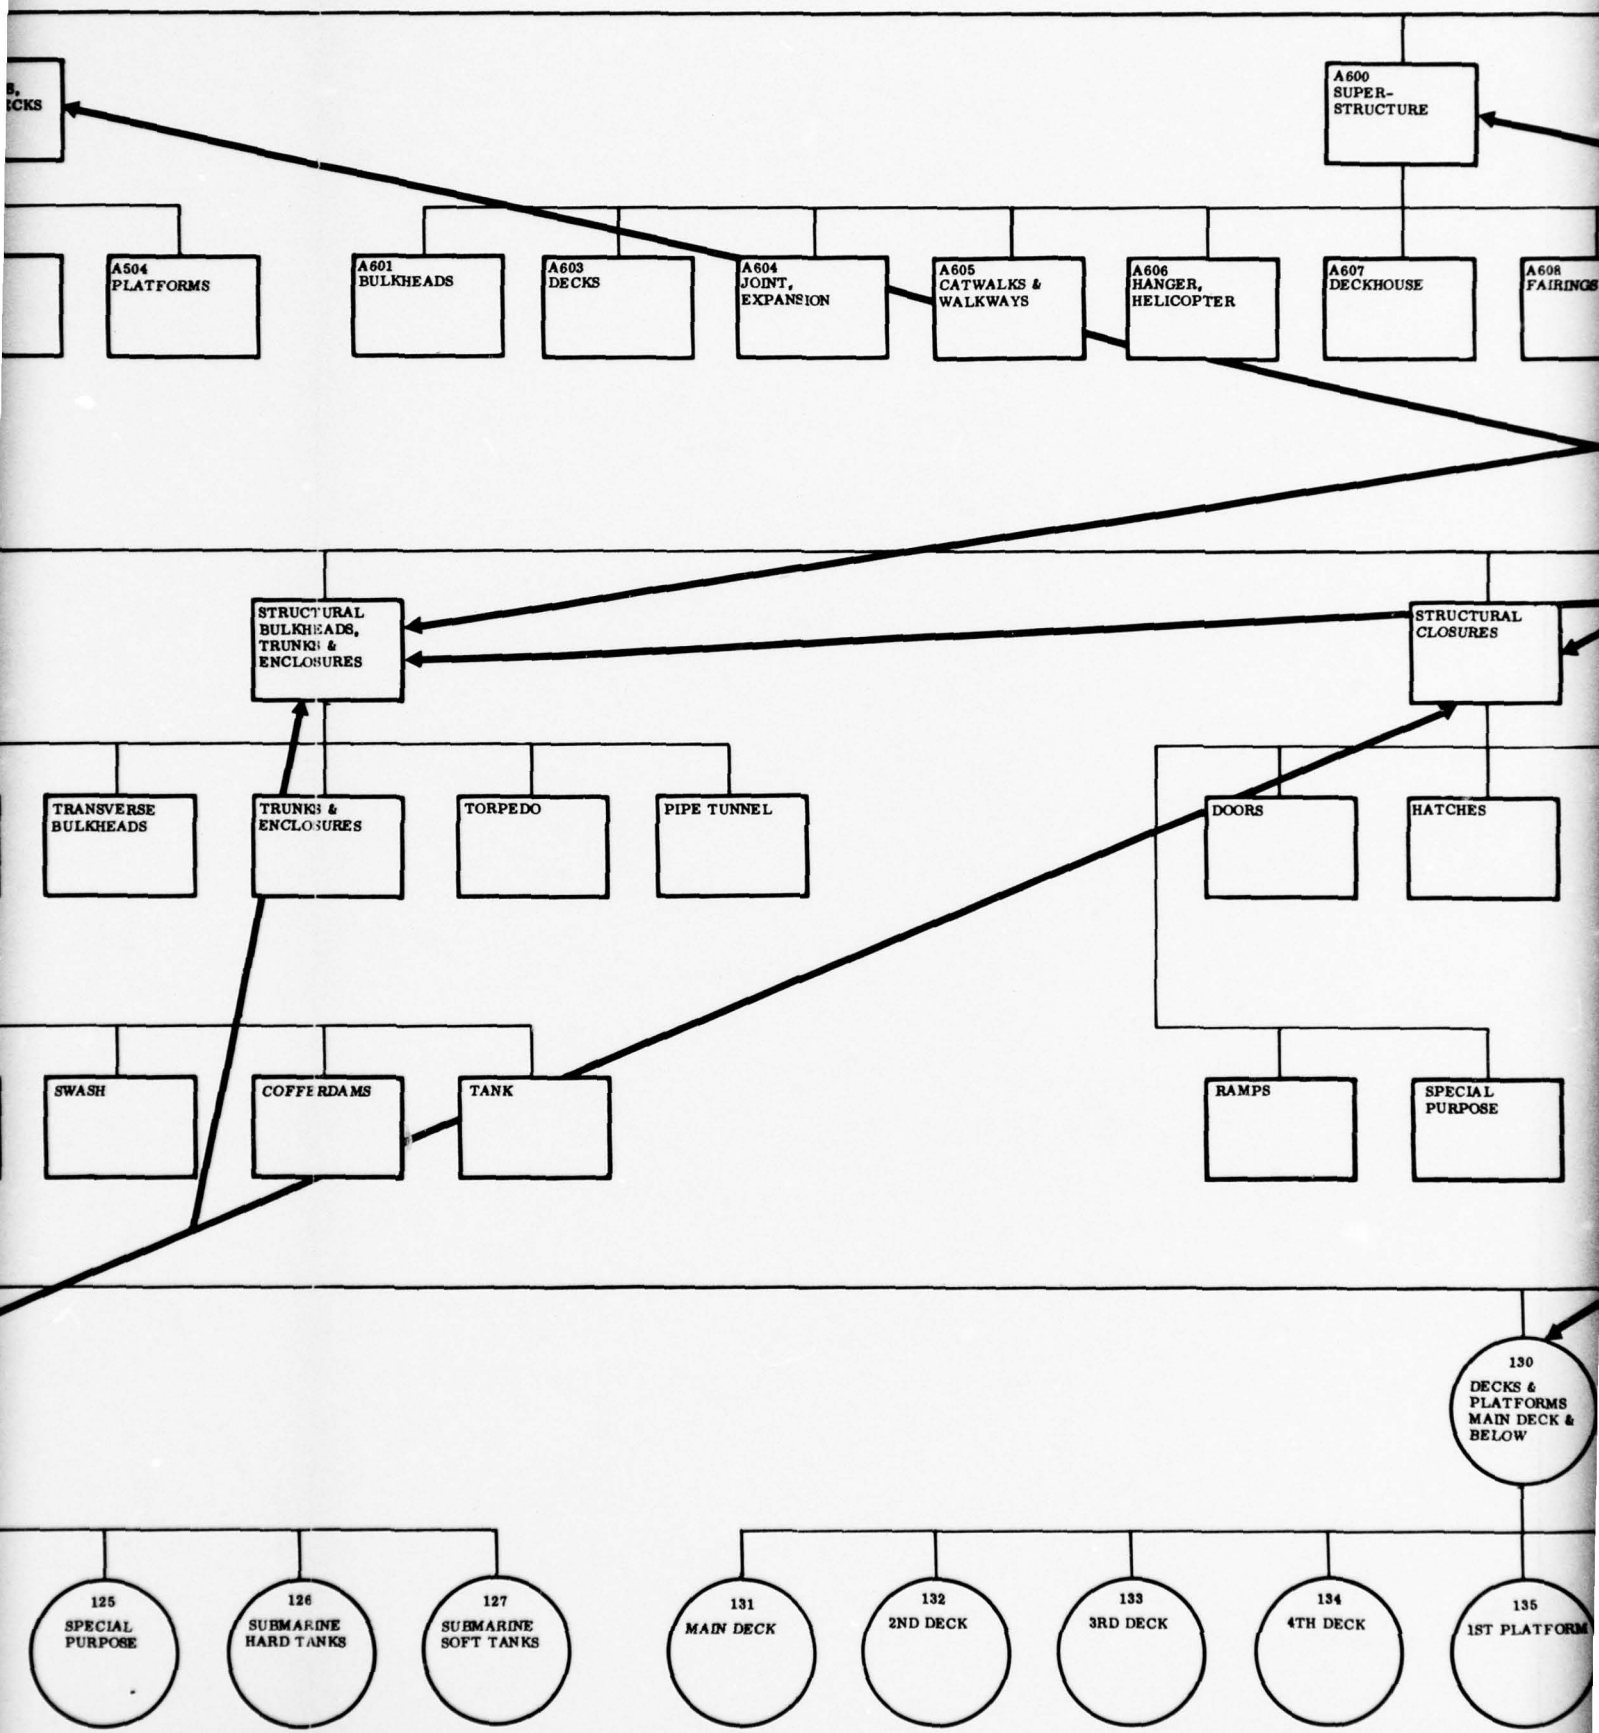 A600
SUPER-
STRUCTURE
A504
PLATFORMS
A601
BULKHEADS
A603
DECKS
A604
JOINT,
EXPANSION
A605
CATWALKS &
WALKWAYS
A606
HANGER,
HELICOPTER
A607
DECKHOUSE
A608
FAIRINGS
STRUCTURAL
BULKHEADS,
TRUNKS &
ENCLOSURES
STRUCTURAL
CLOSURES
TRANSVERSE
BULKHEADS
TRUNKS &
ENCLOSURES
TORPEDO
PIPE TUNNEL
DOORS
HATCHES
SWASH
COFFERDAMS
TANK
RAMPS
SPECIAL
PURPOSE
130
DECKS &
PLATFORMS
MAIN DECK &
BELOW
125
SPECIAL
PURPOSE
126
SUBMARINE
HARD TANKS
127
SUBMARINE
SOFT TANKS
131
MAIN DECK
132
2ND DECK
133
3RD DECK
134
4TH DECK
135
1ST PLATFORM